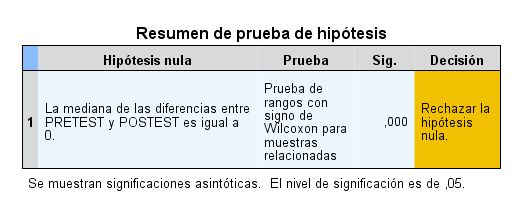 Resumen de prueba de hipótesis
Hipótesis nula Prueba Sig. Decisión
1
La mediana de las diferencias entre
PRETEST y POSTEST es igual a
0.
Prueba de
rangos con
signo de
Wilcoxon para
muestras
relacionadas
,000
Rechazar la
hipótesis
nula.
Se muestran significaciones asintóticas. El nivel de significación es de ,05.